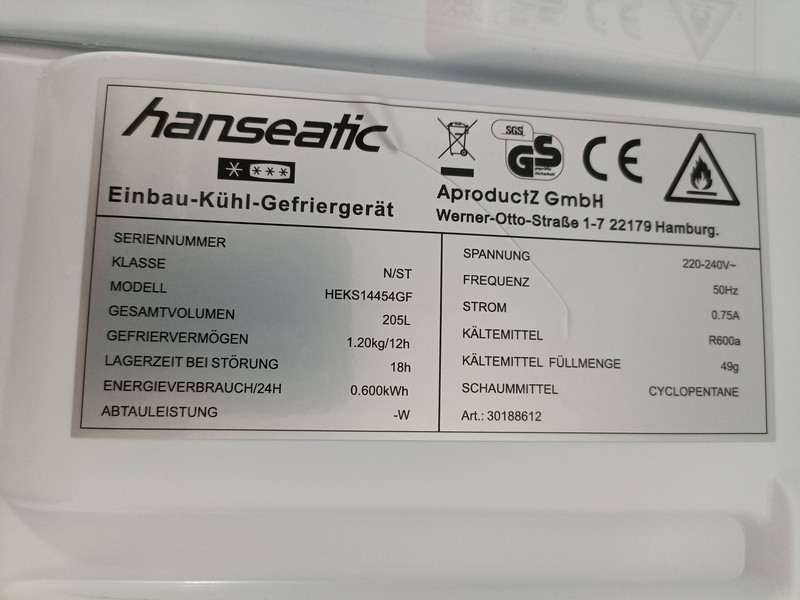 hanseatic
Einbau-Kühl-Gefriergerät
SGS
GS
geprüfte
Sicherheit
CE
AproductZ GmbH
Werner-Otto-Straße 1-7 22179 Hamburg.
SERIENNUMMER
KLASSE N/ST
MODELL HEKS14454GF
GESAMTVOLUMEN 205L
GEFRIERVERMÖGEN 1.20kg/12h
LAGERZEIT BEI STÖRUNG 18h
ENERGIEVERBRAUCH/24H 0.600kWh
ABTAULEISTUNG -W
SPANNUNG 220-240V~
FREQUENZ 50Hz
STROM 0.75A
KÄLTEMITTEL R600a
KÄLTEMITTEL FÜLLMENGE 49g
SCHAUMMITTEL CYCLOPENTANE
Art.: 30188612